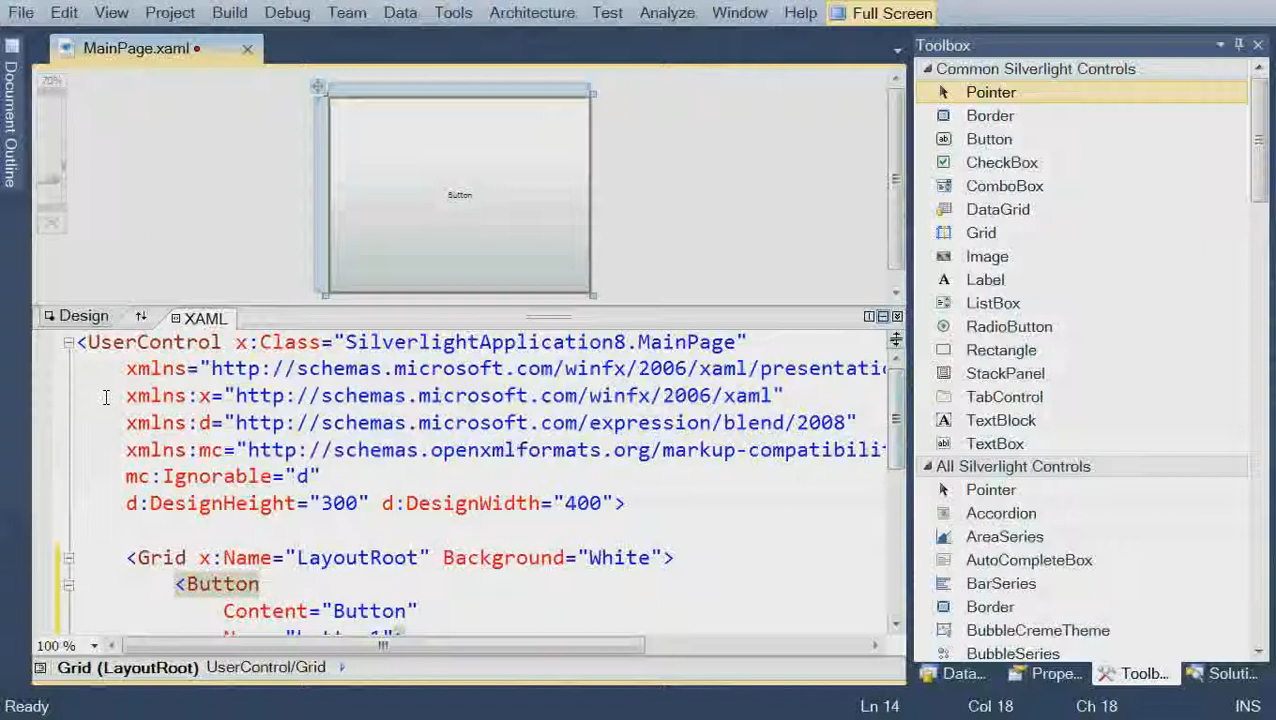 File Edit View Project Build Debug Team Data Tools Architecture Test Analyze Window Help Full Screen
MainPage.xaml
Toolbox
Document Outline
70%
Button
Common Silverlight Controls
Pointer
Border
Button
CheckBox
ComboBox
DataGrid
Grid
Image
Label
ListBox
RadioButton
Rectangle
StackPanel
TabControl
TextBlock
TextBox
All Silverlight Controls
Pointer
Accordion
AreaSeries
AutoCompleteBox
BarSeries
Border
BubbleCremeTheme
BubbleSeries
Design XAML
<UserControl x:Class="SilverlightApplication8.MainPage"
xmlns="http://schemas.microsoft.com/winfx/2006/xaml/presentatio
xmlns:x="http://schemas.microsoft.com/winfx/2006/xaml"
xmlns:d="http://schemas.microsoft.com/expression/blend/2008"
xmlns:mc="http://schemas.openxmlformats.org/markup-compatibili
mc:Ignorable="d"
d:DesignHeight="300" d:DesignWidth="400">
<Grid x:Name="LayoutRoot" Background="White">
<Button
Content="Button"
100 %
Grid (LayoutRoot) UserControl/Grid
Data... Prope... Toolb... Soluti...
Ready Ln 14 Col 18 Ch 18 INS